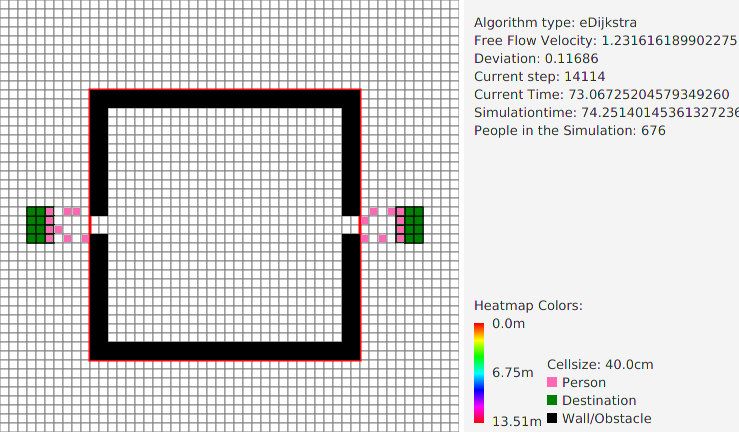 Algorithm type: eDijkstra
Free Flow Velocity: 1.231616189902275
Deviation: 0.11686
Current step: 14114
Current Time: 73.06725204579349260
Simulationtime: 74.25140145361327236
People in the Simulation: 676
Heatmap Colors:
0.0m
6.75m
13.51m
Cellsize: 40.0cm
Person
Destination
Wall/Obstacle